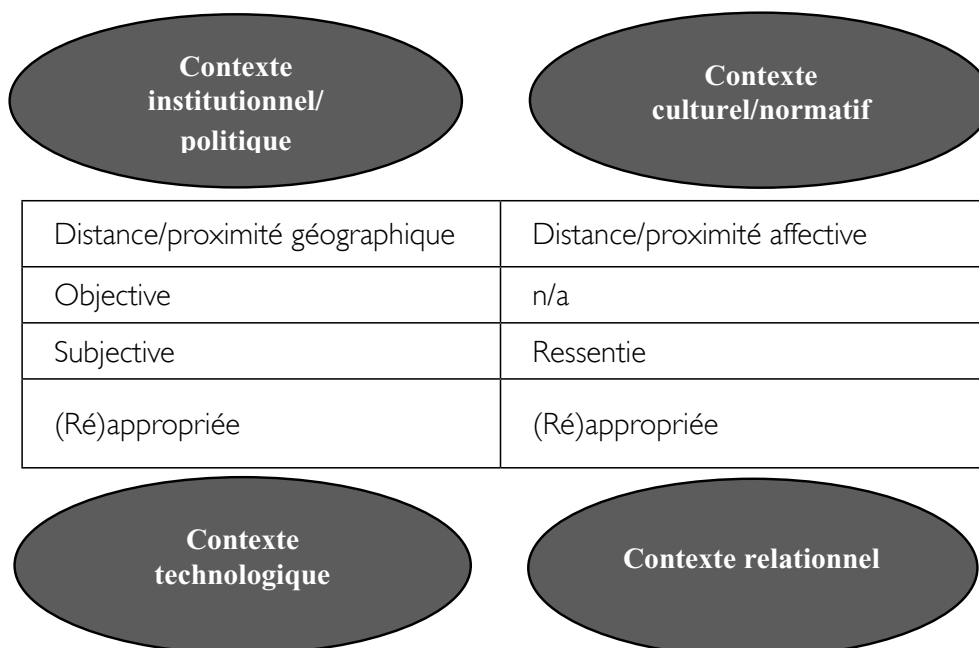 Contexte
institutionnel/
politique
Contexte
culturel/normatif
Distance/proximité géographique
Distance/proximité affective
Objective
n/a
Subjective
Ressentie
(Ré)appropriée
(Ré)appropriée
Contexte
technologique
Contexte relationnel